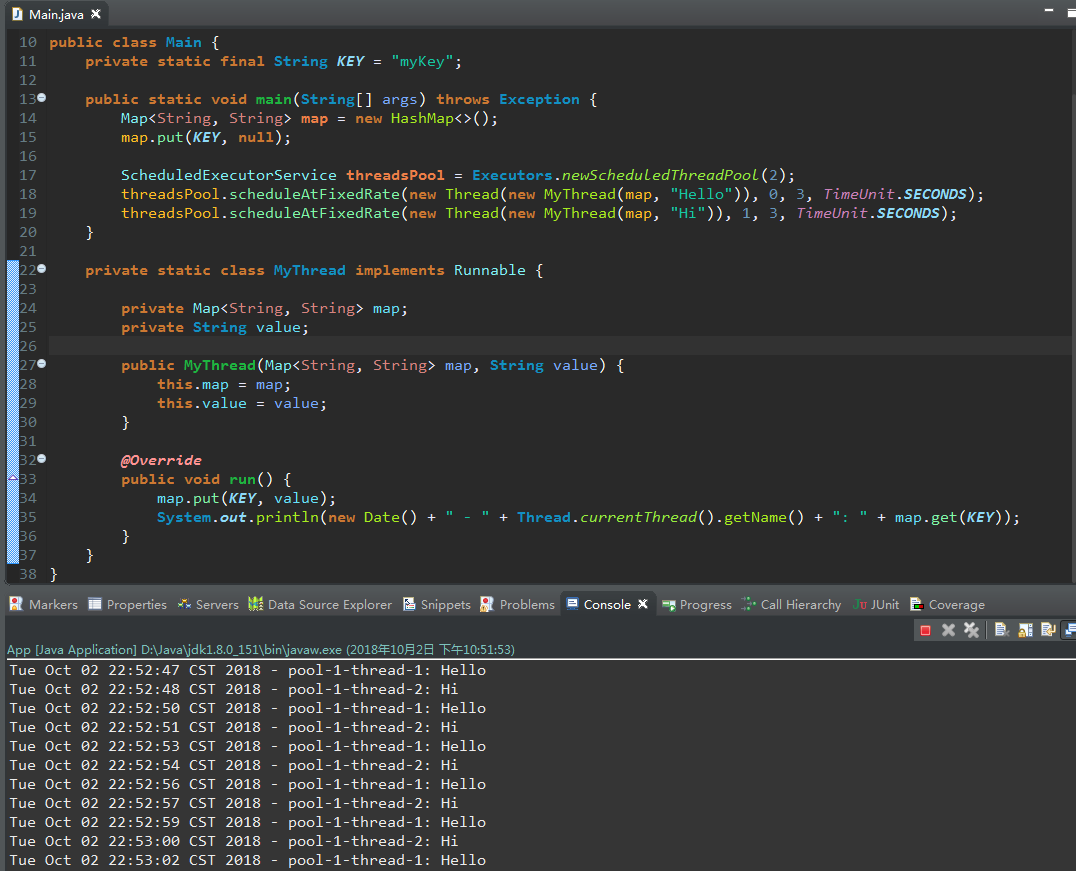 Main.java
10 public class Main {
11 private static final String KEY = "myKey";
12
13 public static void main(String[] args) throws Exception {
14 Map<String, String> map = new HashMap<>();
15 map.put(KEY, null);
16
17 ScheduledExecutorService threadsPool = Executors.newScheduledThreadPool(2);
18 threadsPool.scheduleAtFixedRate(new Thread(new MyThread(map, "Hello")), 0, 3, TimeUnit.SECONDS);
19 threadsPool.scheduleAtFixedRate(new Thread(new MyThread(map, "Hi")), 1, 3, TimeUnit.SECONDS);
20 }
21
22 private static class MyThread implements Runnable {
23
24 private Map<String, String> map;
25 private String value;
26
27 public MyThread(Map<String, String> map, String value) {
28 this.map = map;
29 this.value = value;
30 }
31
32 @Override
33 public void run() {
34 map.put(KEY, value);
35 System.out.println(new Date() + " - " + Thread.currentThread().getName() + ": " + map.get(KEY));
36 }
37 }
38 }
Markers Properties Servers Data Source Explorer Snippets Problems Console Progress Call Hierarchy JUnit Coverage
App [Java Application] D:\Java\jdk1.8.0_151\bin\javaw.exe (2018年10月2日 下午10:51:53)
Tue Oct 02 22:52:47 CST 2018 - pool-1-thread-1: Hello
Tue Oct 02 22:52:48 CST 2018 - pool-1-thread-2: Hi
Tue Oct 02 22:52:50 CST 2018 - pool-1-thread-1: Hello
Tue Oct 02 22:52:51 CST 2018 - pool-1-thread-2: Hi
Tue Oct 02 22:52:53 CST 2018 - pool-1-thread-1: Hello
Tue Oct 02 22:52:54 CST 2018 - pool-1-thread-2: Hi
Tue Oct 02 22:52:56 CST 2018 - pool-1-thread-1: Hello
Tue Oct 02 22:52:57 CST 2018 - pool-1-thread-2: Hi
Tue Oct 02 22:52:59 CST 2018 - pool-1-thread-1: Hello
Tue Oct 02 22:53:00 CST 2018 - pool-1-thread-2: Hi
Tue Oct 02 22:53:02 CST 2018 - pool-1-thread-1: Hello